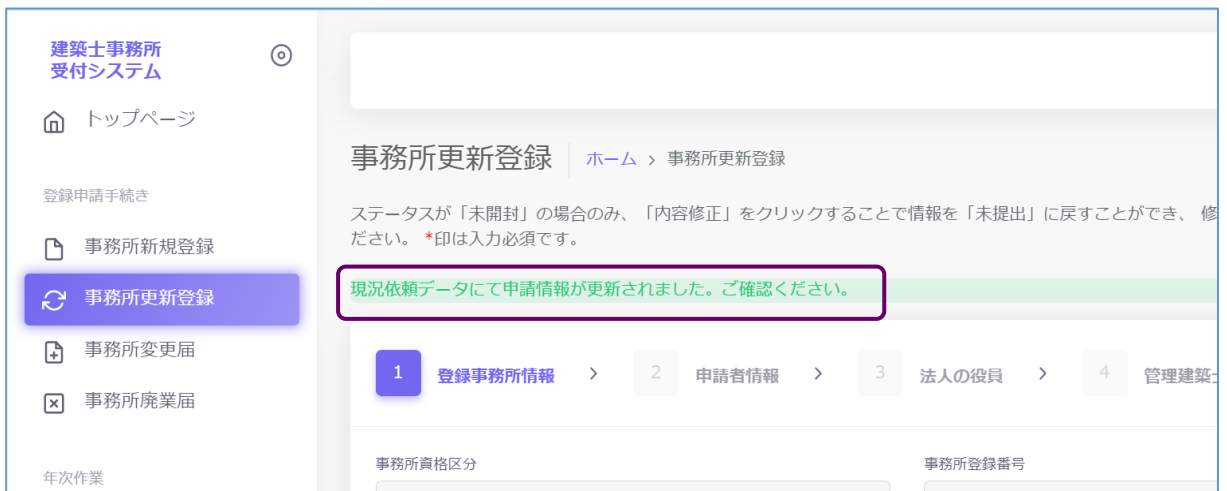 建築士事務所
受付システム
トップページ
登録申請手続き
事務所新規登録
事務所更新登録
事務所変更届
事務所廃業届
年次作業
事務所更新登録 ホーム › 事務所更新登録
ステータスが「未開封」の場合のみ、「内容修正」をクリックすることで情報を「未提出」に戻すことができ、 修
ださい。 *印は入力必須です。
現況依頼データにて申請情報が更新されました。ご確認ください。
1 登録事務所情報 › 2 申請者情報 › 3 法人の役員 › 4 管理建築士
事務所資格区分 事務所登録番号